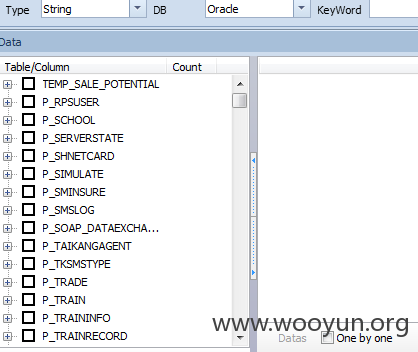 Type String DB Oracle KeyWord
Data
Table/Column Count
TEMP_SALE_POTENTIAL
P_RPSUSER
P_SCHOOL
P_SERVERSTATE
P_SHNETCARD
P_SIMULATE
P_SMINSURE
P_SMSLOG
P_SOAP_DATAEXCHA...
P_TAIKANGAGENT
P_TKSMSTYPE
P_TRADE
P_TRAIN
P_TRAININFO
P_TRAINRECORD
www.wooyun.org
Datas One by one